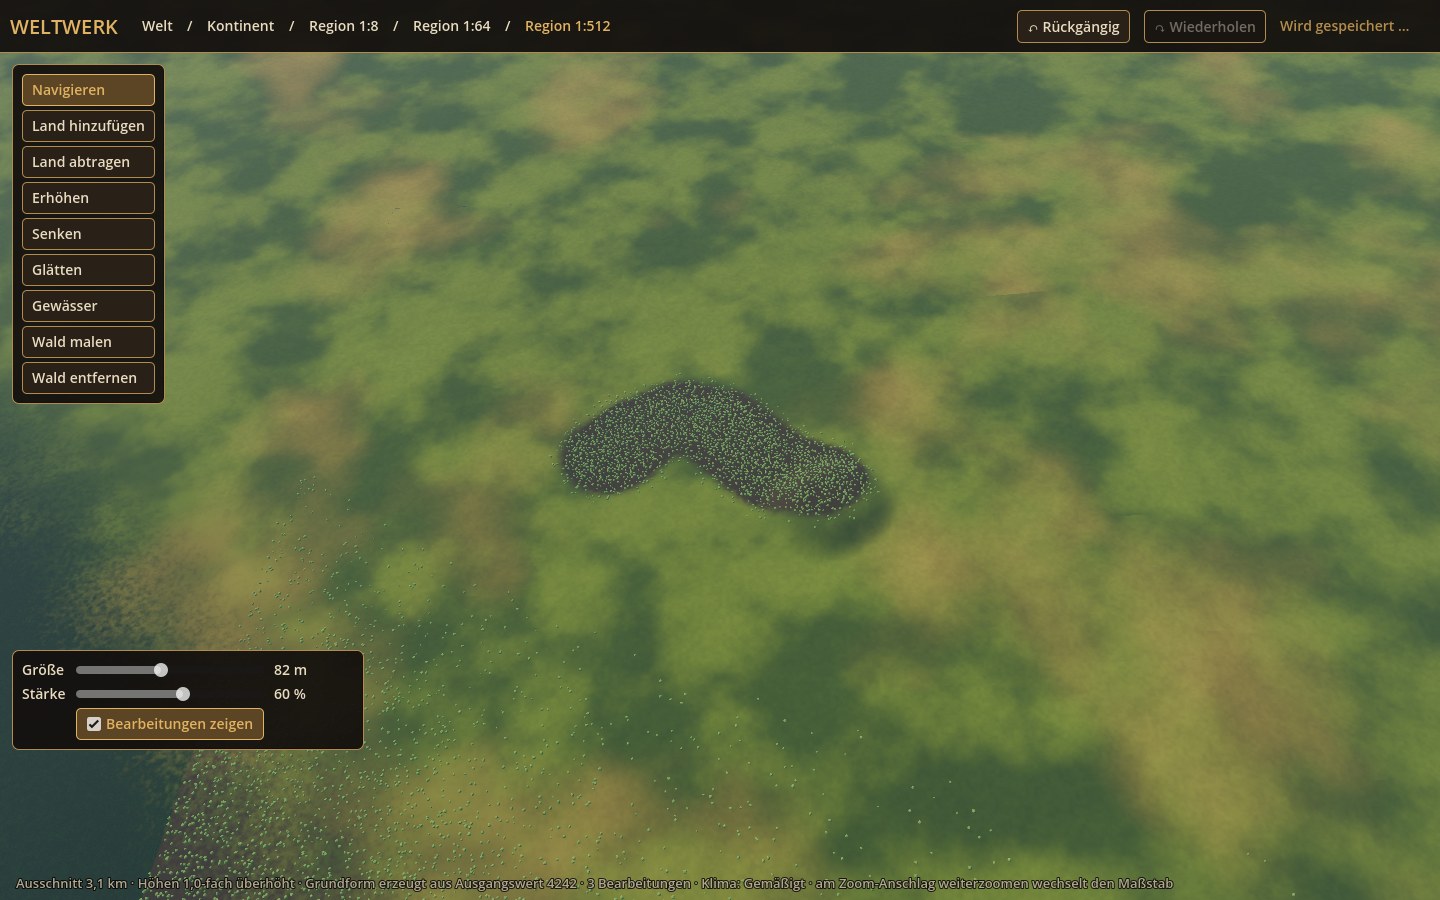 WELTWERK Welt / Kontinent / Region 1:8 / Region 1:64 / Region 1:512 Rückgängig Wiederholen Wird gespeichert ...
Navigieren
Land hinzufügen
Land abtragen
Erhöhen
Senken
Glätten
Gewässer
Wald malen
Wald entfernen
Größe 82 m
Stärke 60 %
Bearbeitungen zeigen
Ausschnitt 3,1 km · Höhen 1,0-fach überhöht · Grundform erzeugt aus Ausgangswert 4242 · 3 Bearbeitungen · Klima: Gemäßigt · am Zoom-Anschlag weiterzoomen wechselt den Maßstab